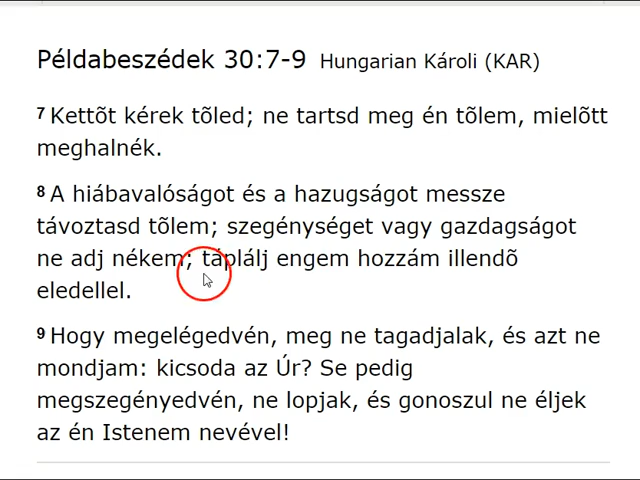 Példabeszédek 30:7-9 Hungarian Károli (KAR)
7 Kettõt kérek tõled; ne tartsd meg én tõlem, mielõtt
meghalnék.
8 A hiábavalóságot és a hazugságot messze
távoztasd tõlem; szegénységet vagy gazdagságot
ne adj nékem; táplálj engem hozzám illendõ
eledellel.
9 Hogy megelégedvén, meg ne tagadjalak, és azt ne
mondjam: kicsoda az Úr? Se pedig
megszegényedvén, ne lopjak, és gonoszul ne éljek
az én Istenem nevével!